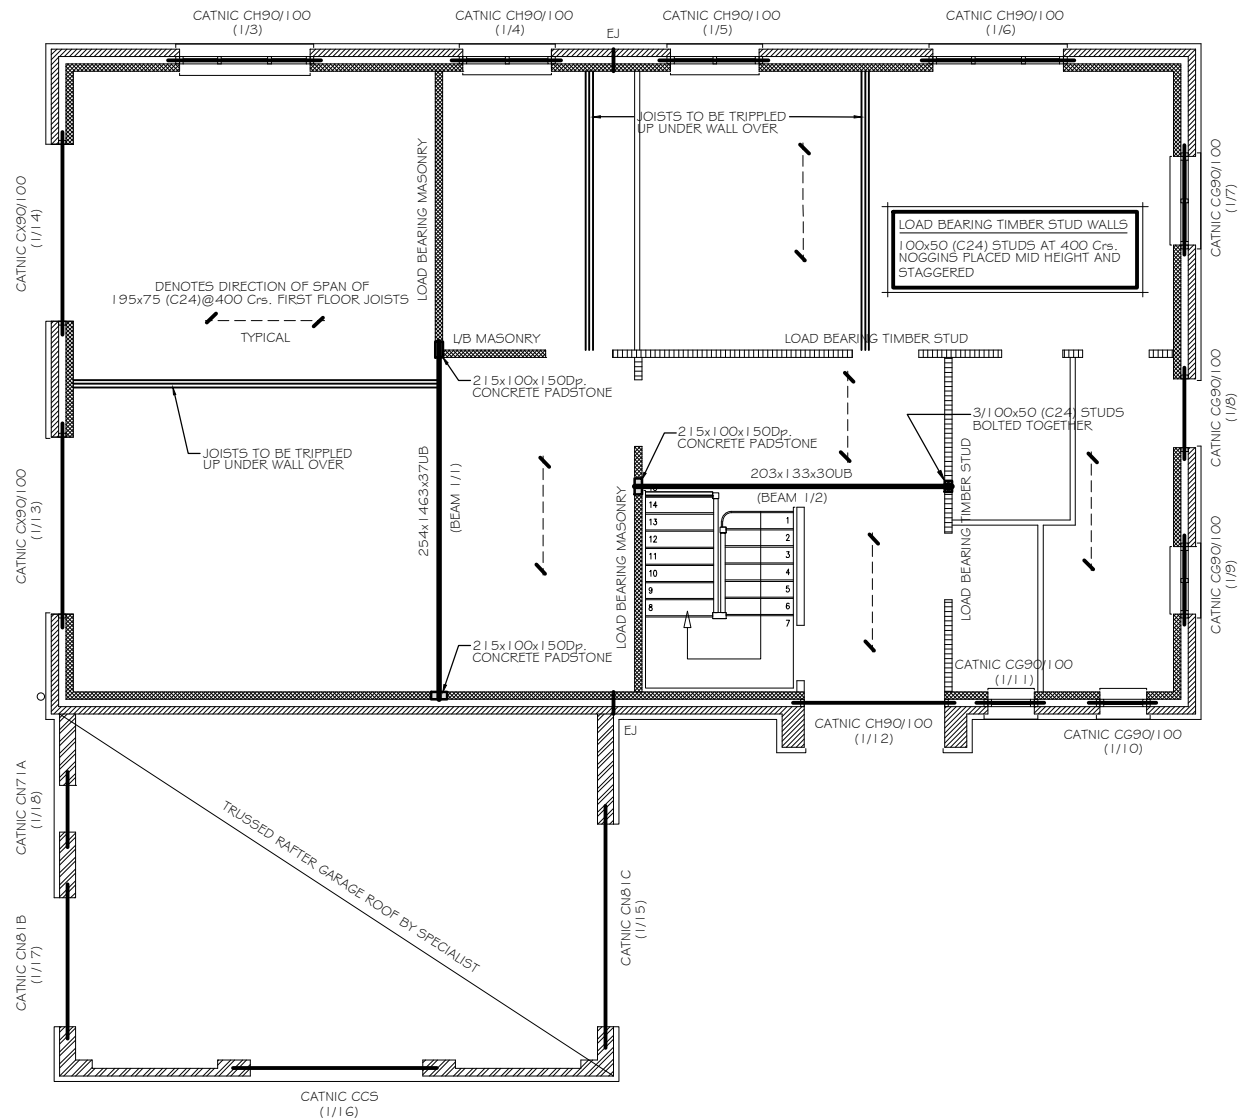 CATNIC CH90/100
(1/3)
CATNIC CH90/100
(1/4)
EJ
CATNIC CH90/100
(1/5)
CATNIC CH90/100
(1/6)
JOISTS TO BE TRIPPLED
UP UNDER WALL OVER
CATNIC CX90/100
(1/14)
LOAD BEARING MASONRY
CATNIC CG90/100
(1/7)
LOAD BEARING TIMBER STUD WALLS
100x50 (C24) STUDS AT 400 Crs.
NOGGINS PLACED MID HEIGHT AND
STAGGERED
DENOTES DIRECTION OF SPAN OF
195x75 (C24)@400 Crs. FIRST FLOOR JOISTS
TYPICAL
L/B MASONRY
LOAD BEARING TIMBER STUD
215x100x150Dp.
CONCRETE PADSTONE
CATNIC CG90/100
(1/8)
3/100x50 (C24) STUDS
BOLTED TOGETHER
215x100x150Dp.
CONCRETE PADSTONE
JOISTS TO BE TRIPPLED
UP UNDER WALL OVER
203x133x30UB
(BEAM 1/2)
254x1463x37UB
(BEAM 1/1)
CATNIC CX90/100
(1/13)
LOAD BEARING MASONRY
LOAD BEARING TIMBER STUD
14
13
12
11
10
9
8
1
2
3
4
5
6
7
CATNIC CG90/100
(1/9)
215x100x150Dp.
CONCRETE PADSTONE
CATNIC CG90/100
(1/11)
O
EJ
CATNIC CH90/100
(1/12)
CATNIC CG90/100
(1/10)
CATNIC CN71A
(1/18)
TRUSSED RAFTER GARAGE ROOF BY SPECIALIST
CATNIC CN81B
(1/17)
CATNIC CN81C
(1/15)
CATNIC CCS
(1/16)